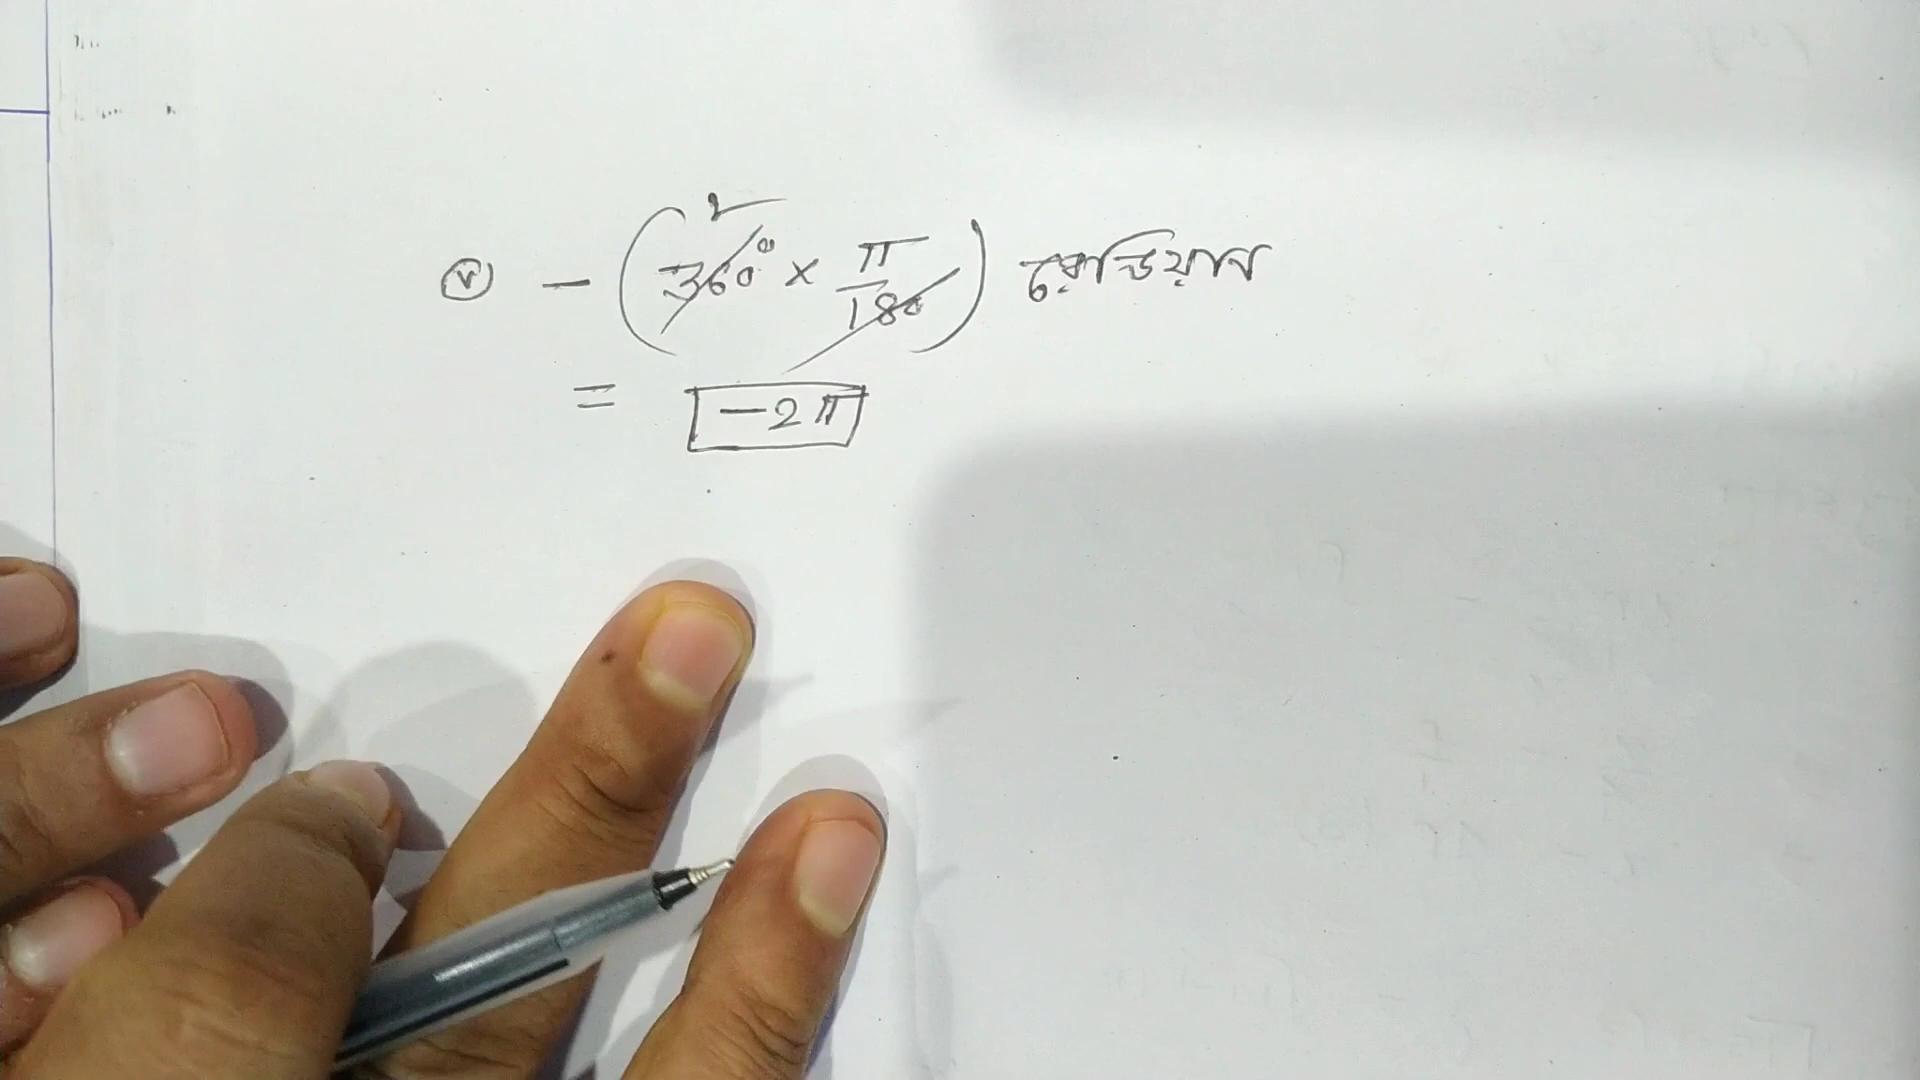 ⓥ - (360° × π/180) রেডিয়ান
= -2π